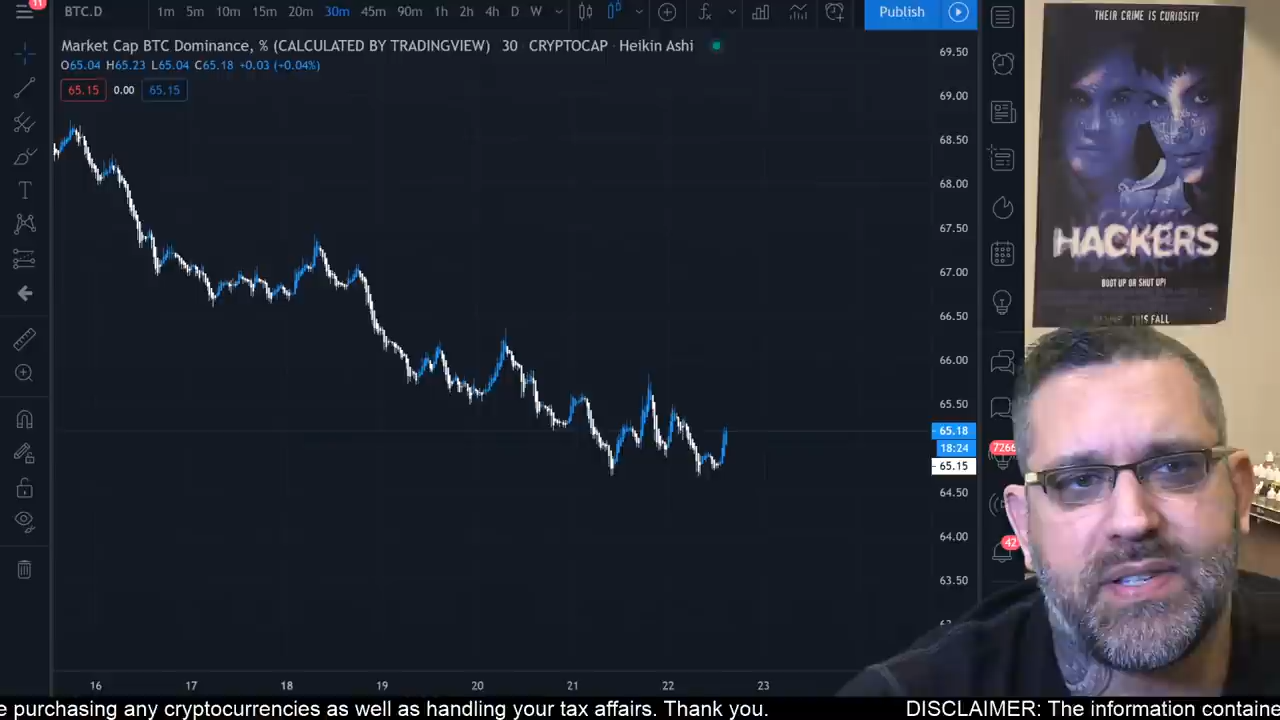 11
BTC.D 1m 5m 10m 15m 20m 30m 45m 90m 1h 2h 4h D W Publish
Market Cap BTC Dominance, % (CALCULATED BY TRADINGVIEW) 30 CRYPTOCAP Heikin Ashi
O65.04 H65.23 L65.04 C65.18 +0.03 (+0.04%)
65.15 0.00 65.15
69.50
69.00
68.50
68.00
67.50
67.00
66.50
66.00
65.50
65.18
18:24
65.15
64.50
64.00
63.50
16 17 18 19 20 21 22 23
7266
42
THEIR CRIME IS CURIOSITY
HACKERS
BOOT UP OR SHUT UP!
THIS FALL
e purchasing any cryptocurrencies as well as handling your tax affairs. Thank you. DISCLAIMER: The information containe